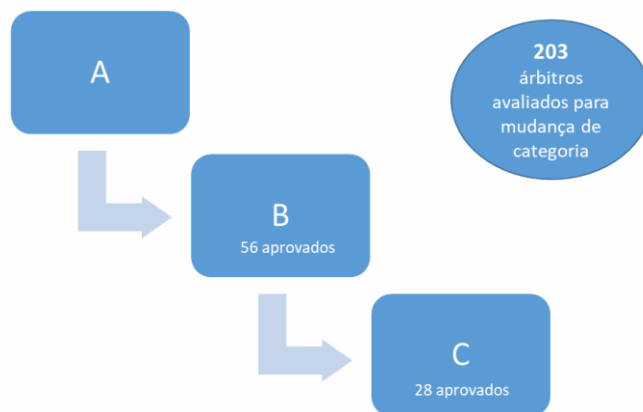 A
203
árbitros
avaliados para
mudança de
categoria
B
56 aprovados
C
28 aprovados